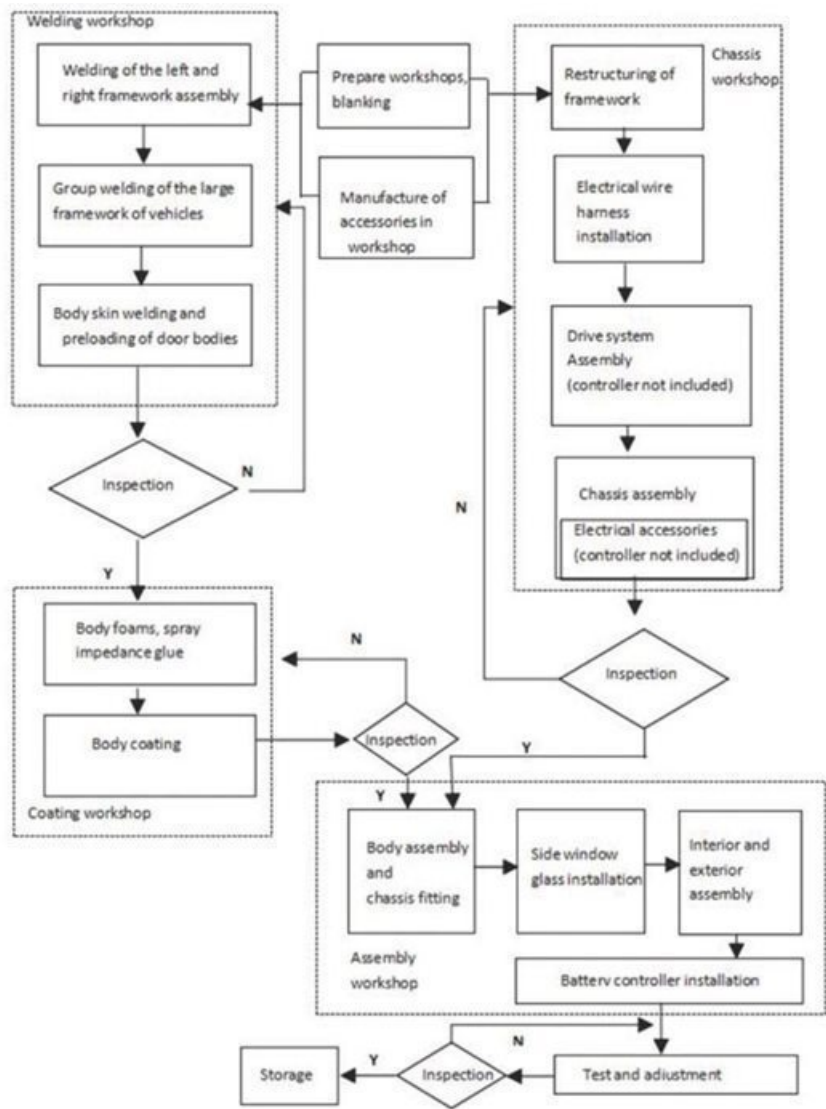 Welding workshop
Welding of the left and
right framework assembly
Group welding of the large
framework of vehicles
Body skin welding and
preloading of door bodies
Inspection
N
Y
Prepare workshops,
blanking
Manufacture of
accessories in
workshop
Chassis
workshop
Restructuring of
framework
Electrical wire
harness
installation
Drive system
Assembly
(controller not included)
Chassis assembly
Electrical accessories
(controller not included)
N
Inspection
Y
Body foams, spray
impedance glue
Body coating
Coating workshop
N
Inspection
Y
Body assembly
and
chassis fitting
Side window
glass installation
Interior and
exterior
assembly
Battery controller installation
Assembly
workshop
Test and adjustment
N
Inspection
Y
Storage